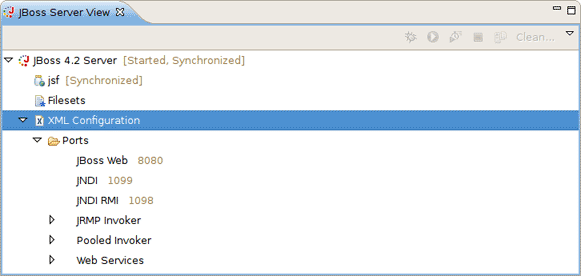 JBoss Server View
Clean...
JBoss 4.2 Server [Started, Synchronized]
jsf [Synchronized]
Filesets
XML Configuration
Ports
JBoss Web 8080
JNDI 1099
JNDI RMI 1098
JRMP Invoker
Pooled Invoker
Web Services